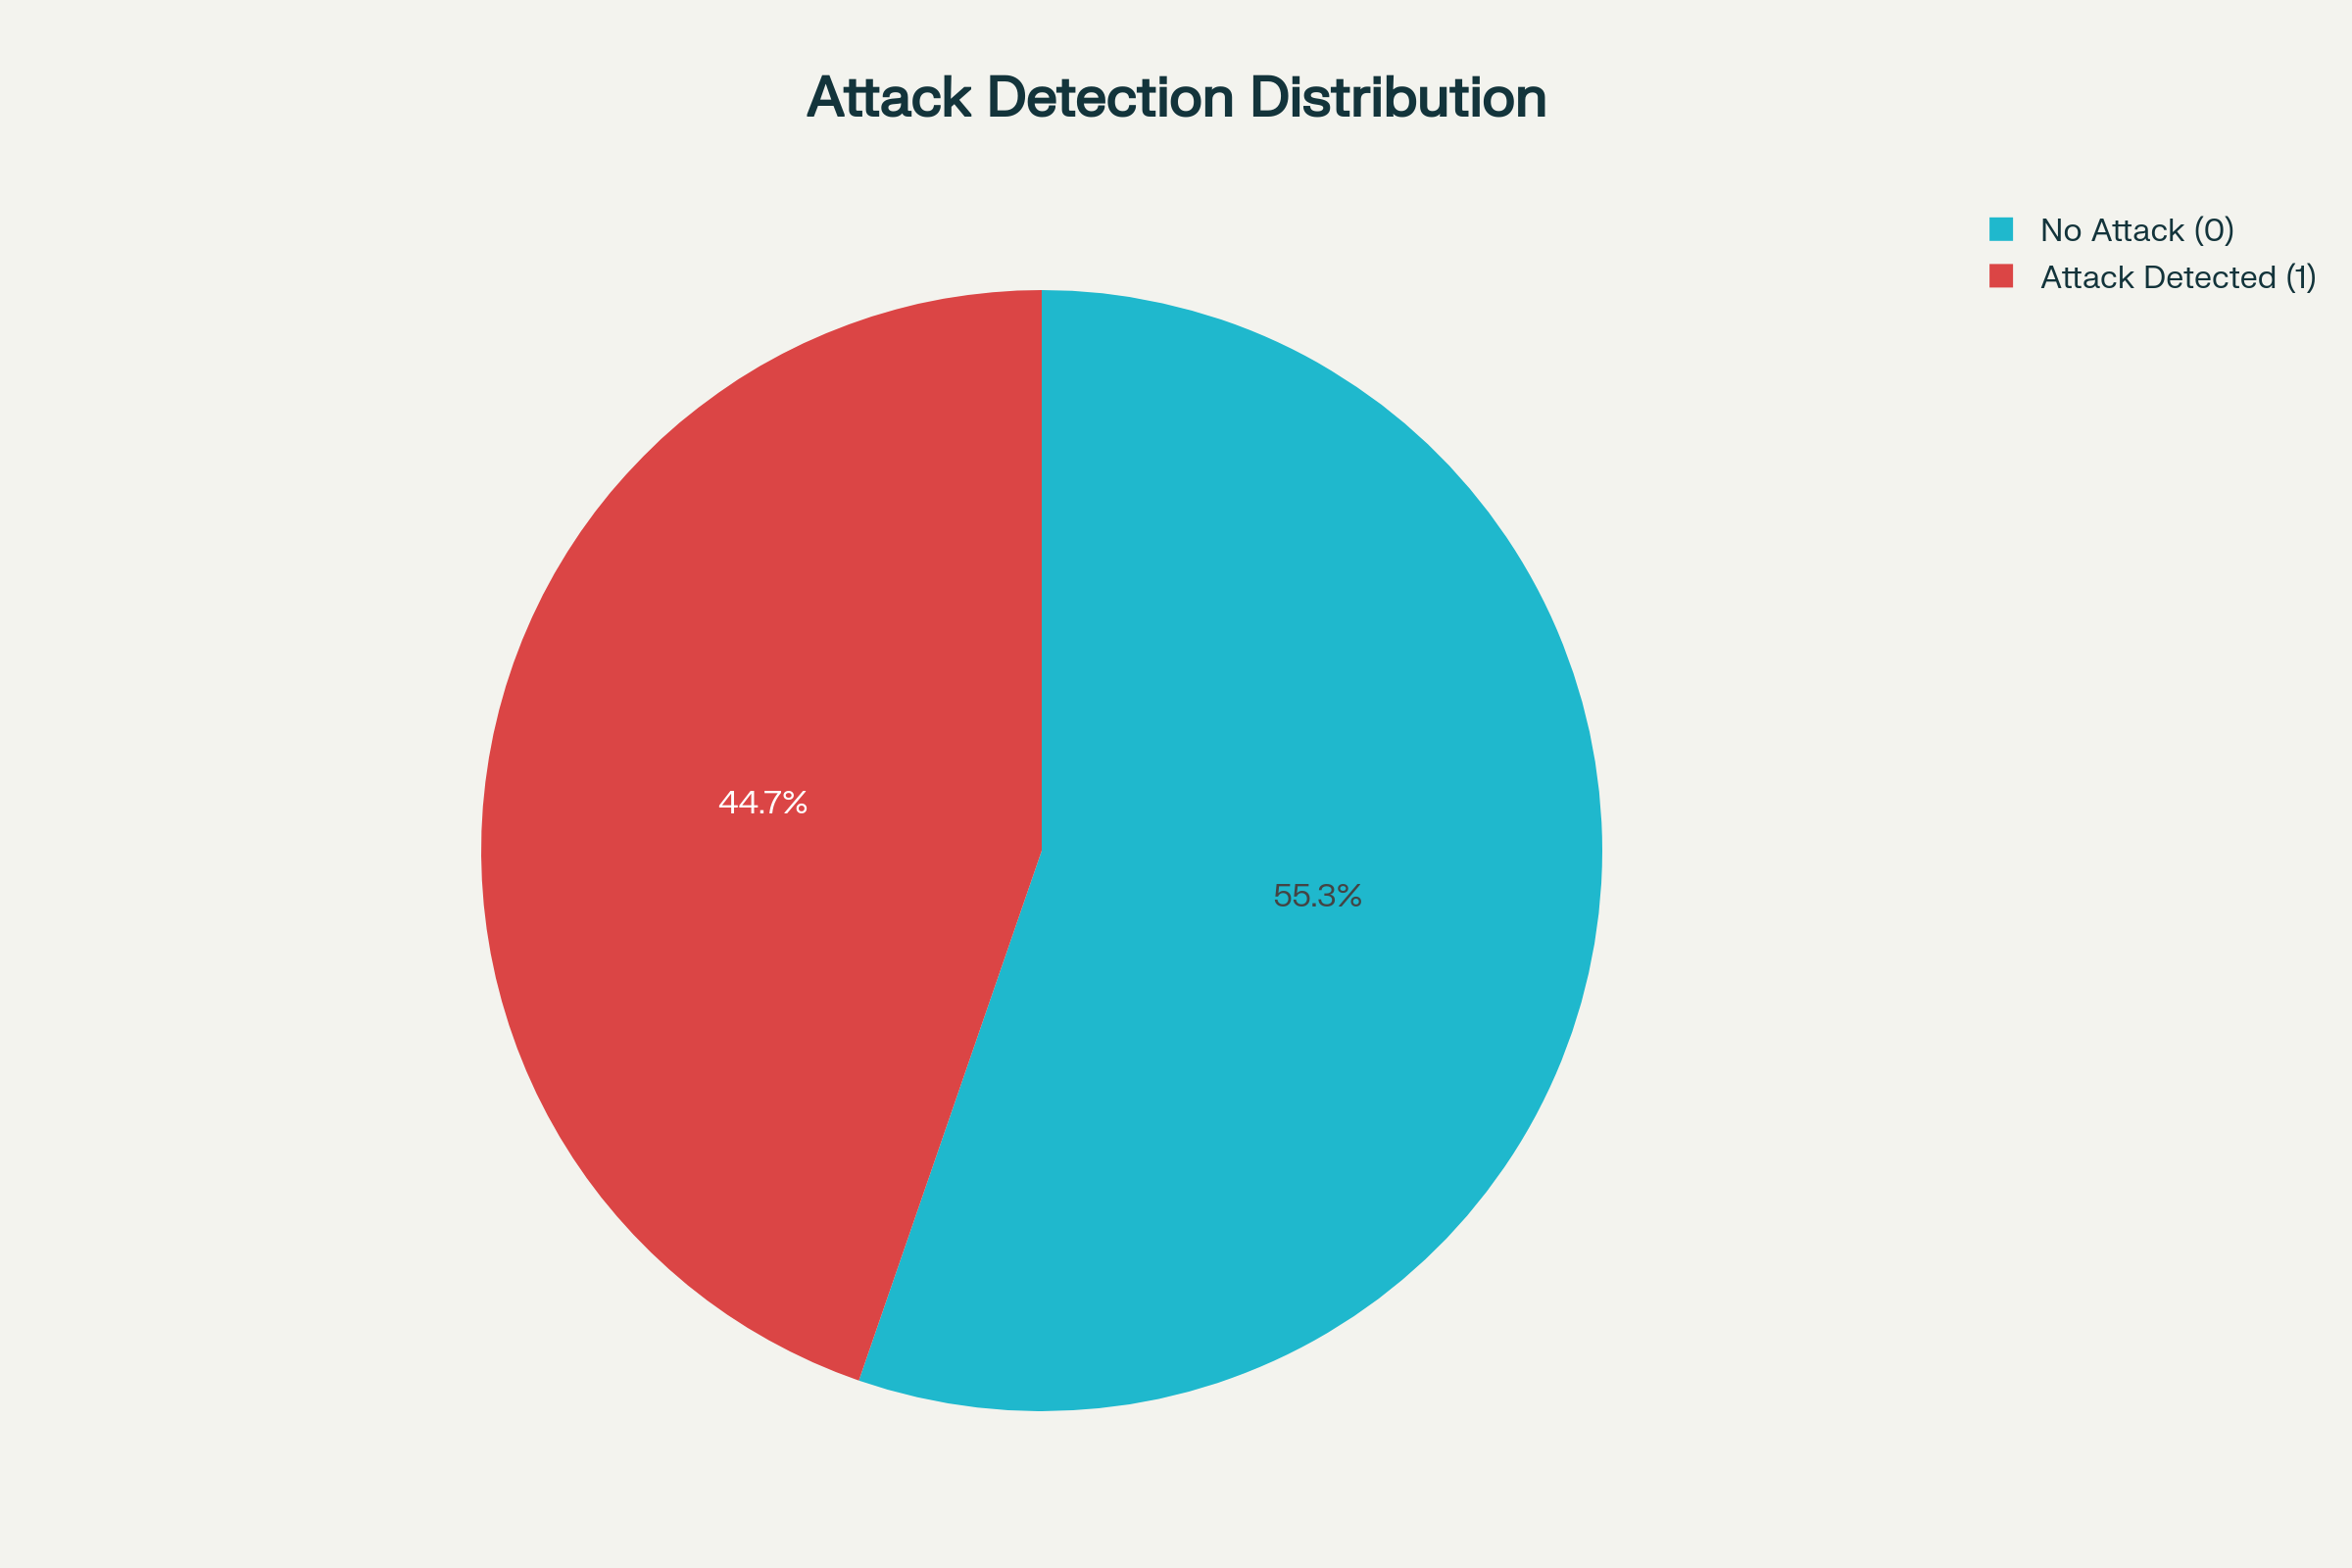 Attack Detection Distribution
No Attack (0)
Attack Detected (1)
44.7%
55.3%